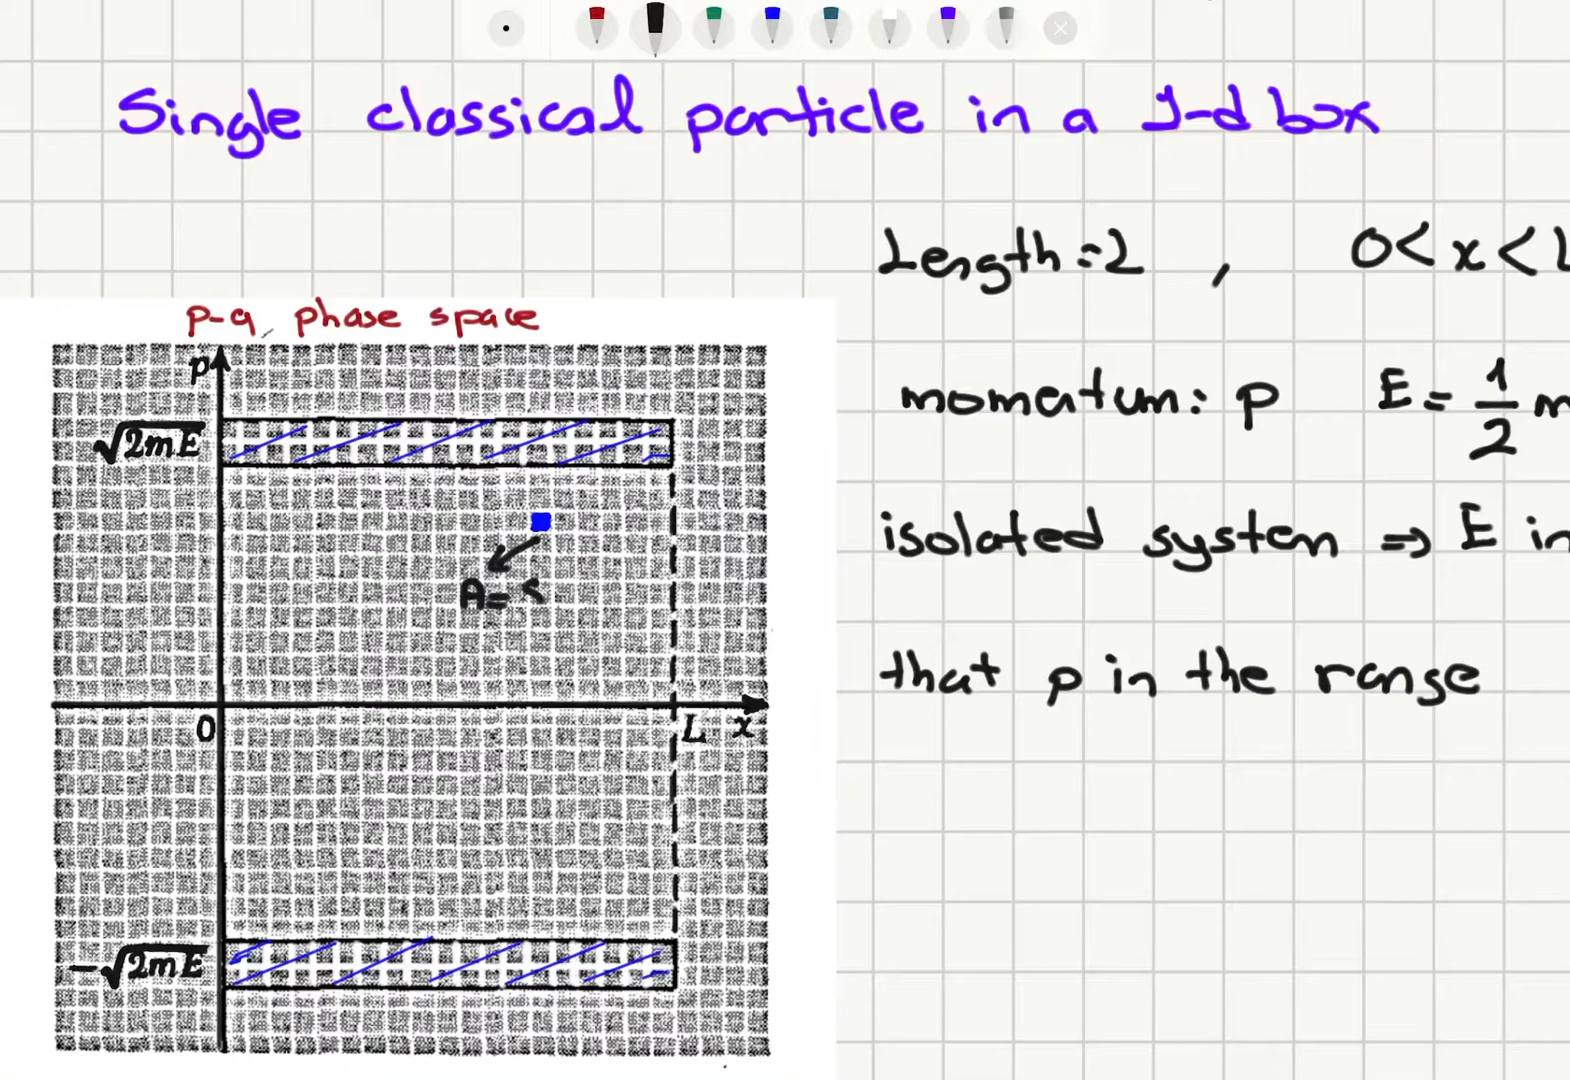 Single classical particle in a 1-d box
Length : L , 0 < x < L
p-q phase space
p
momentum: p E = 1/2 m
√2mE
isolated system ⇒ E in
A =
that p in the range
0 L x
-√2mE